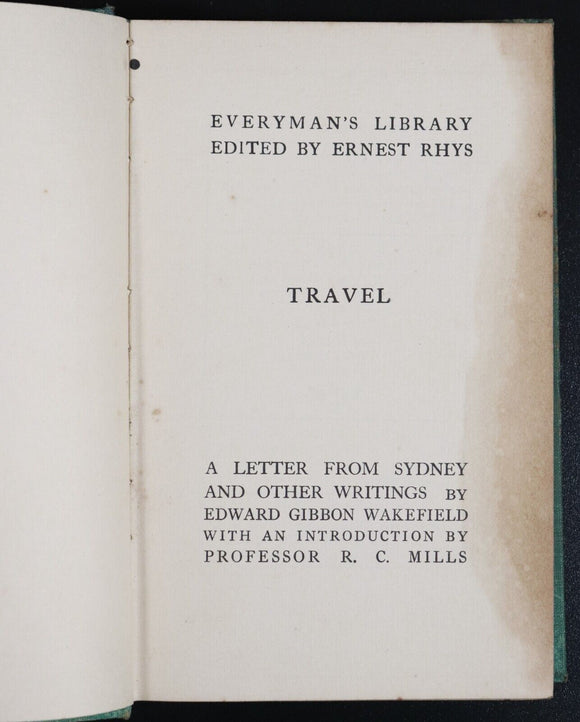 EVERYMAN'S LIBRARY
EDITED BY ERNEST RHYS
TRAVEL
A LETTER FROM SYDNEY
AND OTHER WRITINGS BY
EDWARD GIBBON WAKEFIELD
WITH AN INTRODUCTION BY
PROFESSOR R. C. MILLS